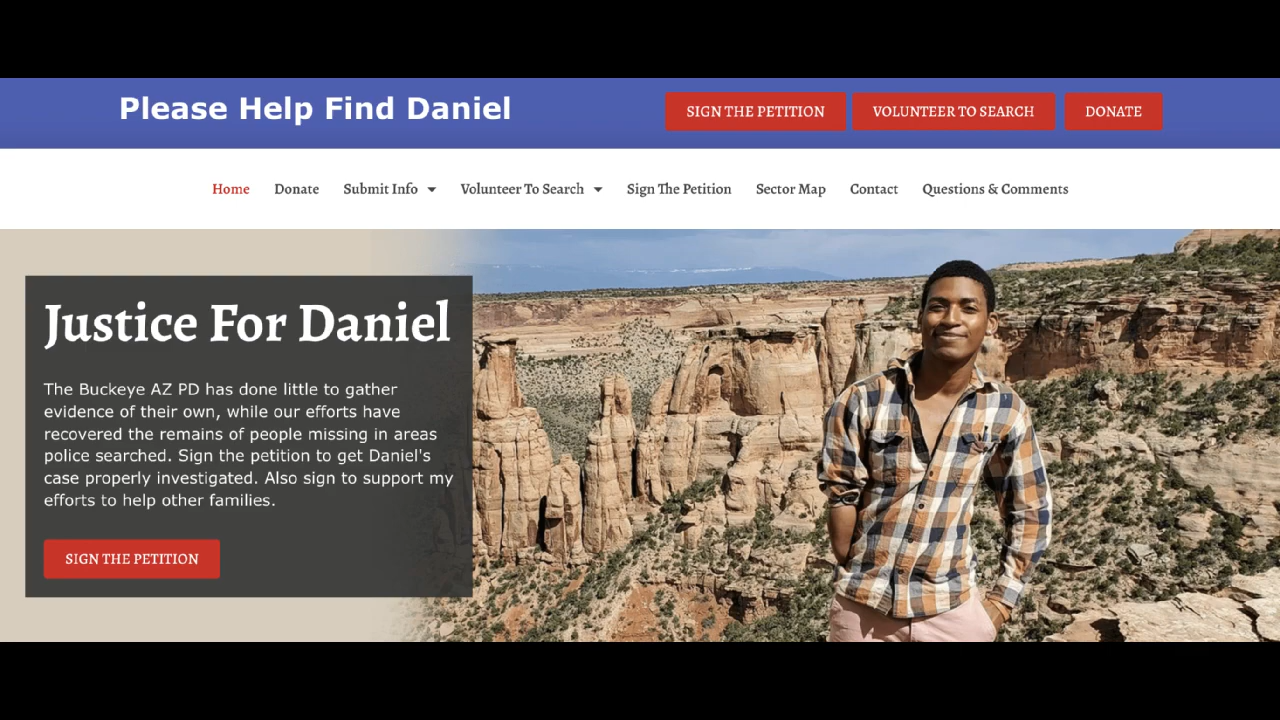 Please Help Find Daniel
SIGN THE PETITION
VOLUNTEER TO SEARCH
DONATE
Home
Donate
Submit Info
Volunteer To Search
Sign The Petition
Sector Map
Contact
Questions & Comments
Justice For Daniel
The Buckeye AZ PD has done little to gather
evidence of their own, while our efforts have
recovered the remains of people missing in areas
police searched. Sign the petition to get Daniel's
case properly investigated. Also sign to support my
efforts to help other families.
SIGN THE PETITION